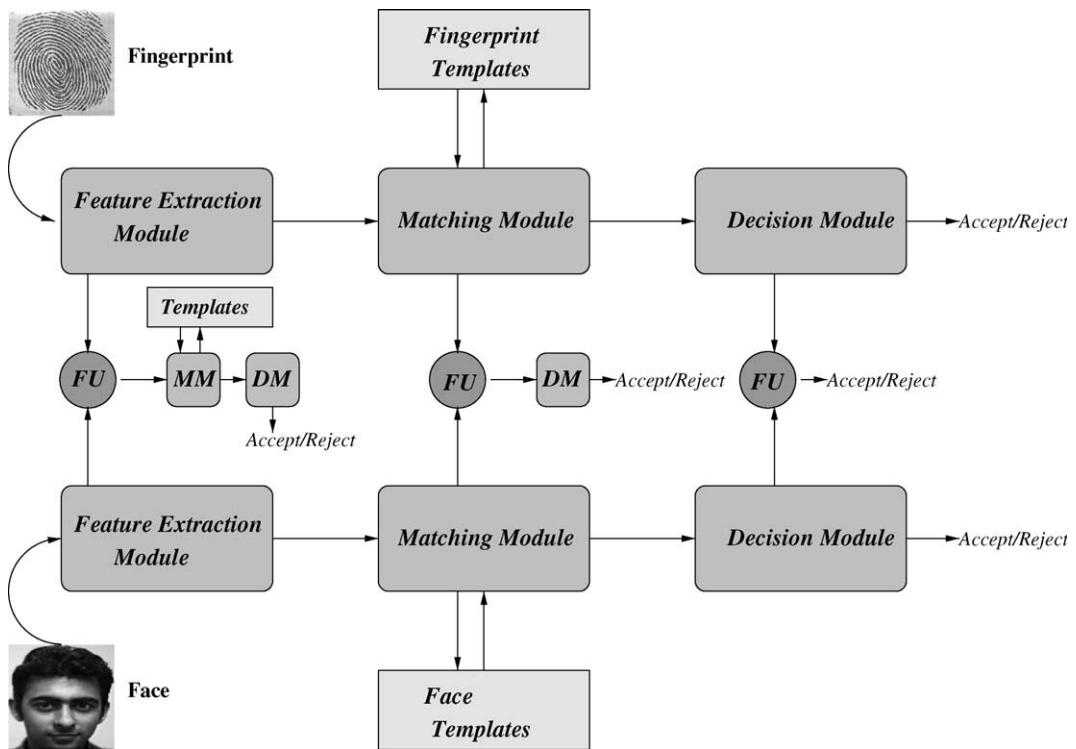 Fingerprint
Fingerprint
Templates
Feature Extraction
Module
Matching Module
Decision Module
Accept/Reject
Templates
FU
MM
DM
Accept/Reject
FU
DM
Accept/Reject
FU
Accept/Reject
Feature Extraction
Module
Matching Module
Decision Module
Accept/Reject
Face
Face
Templates